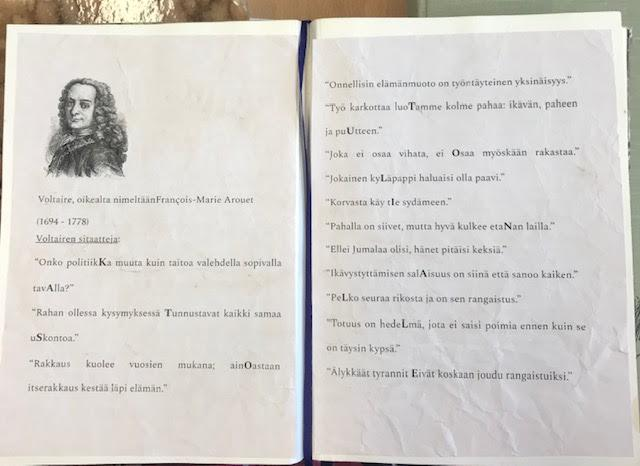 Voltaire, oikealta nimeltäänFrançois-Marie Arouet
(1694 - 1778)
Voltairen sitaatteja:
"Onko politiikKa muuta kuin taitoa valehdella sopivalla
tavAlla?"
"Rahan ollessa kysymyksessä Tunnustavat kaikki samaa
uSkontoa."
"Rakkaus kuolee vuosien mukana; ainOastaan
itserakkaus kestää läpi elämän."
"Onnellisin elämänmuoto on työntäyteinen yksinäisyys."
"Työ karkottaa luoTamme kolme pahaa: ikävän, paheen
ja puUtteen."
"Joka ei osaa vihata, ei Osaa myöskään rakastaa."
"Jokainen kyLäpappi haluaisi olla paavi."
"Korvasta käy tIe sydämeen."
"Pahalla on siivet, mutta hyvä kulkee etaNan lailla."
"Ellei Jumalaa olisi, hänet pitäisi keksiä."
"Ikävystyttämisen salAisuus on siinä että sanoo kaiken."
"PeLko seuraa rikosta ja on sen rangaistus."
"Totuus on hedeLmä, jota ei saisi poimia ennen kuin se
on täysin kypsä."
"Älykkäät tyrannit Eivät koskaan joudu rangaistuiksi."